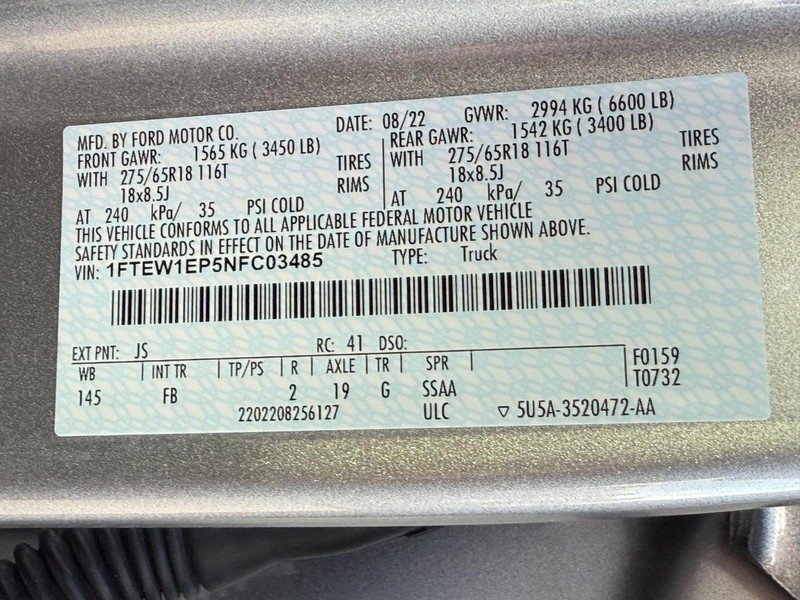 MFD. BY FORD MOTOR CO. DATE: 08/22 GVWR: 2994 KG ( 6600 LB)
FRONT GAWR: 1565 KG ( 3450 LB) REAR GAWR: 1542 KG ( 3400 LB)
WITH 275/65R18 116T TIRES WITH 275/65R18 116T TIRES
18x8.5J RIMS 18x8.5J RIMS
AT 240 kPa/ 35 PSI COLD AT 240 kPa/ 35 PSI COLD
THIS VEHICLE CONFORMS TO ALL APPLICABLE FEDERAL MOTOR VEHICLE
SAFETY STANDARDS IN EFFECT ON THE DATE OF MANUFACTURE SHOWN ABOVE.
VIN: 1FTEW1EP5NFC03485 TYPE: Truck
EXT PNT: JS RC: 41 DSO:
WB INT TR TP/PS R AXLE TR SPR F0159
145 FB 2 19 G SSAA T0732
2202208256127 ULC ▽ 5U5A-3520472-AA